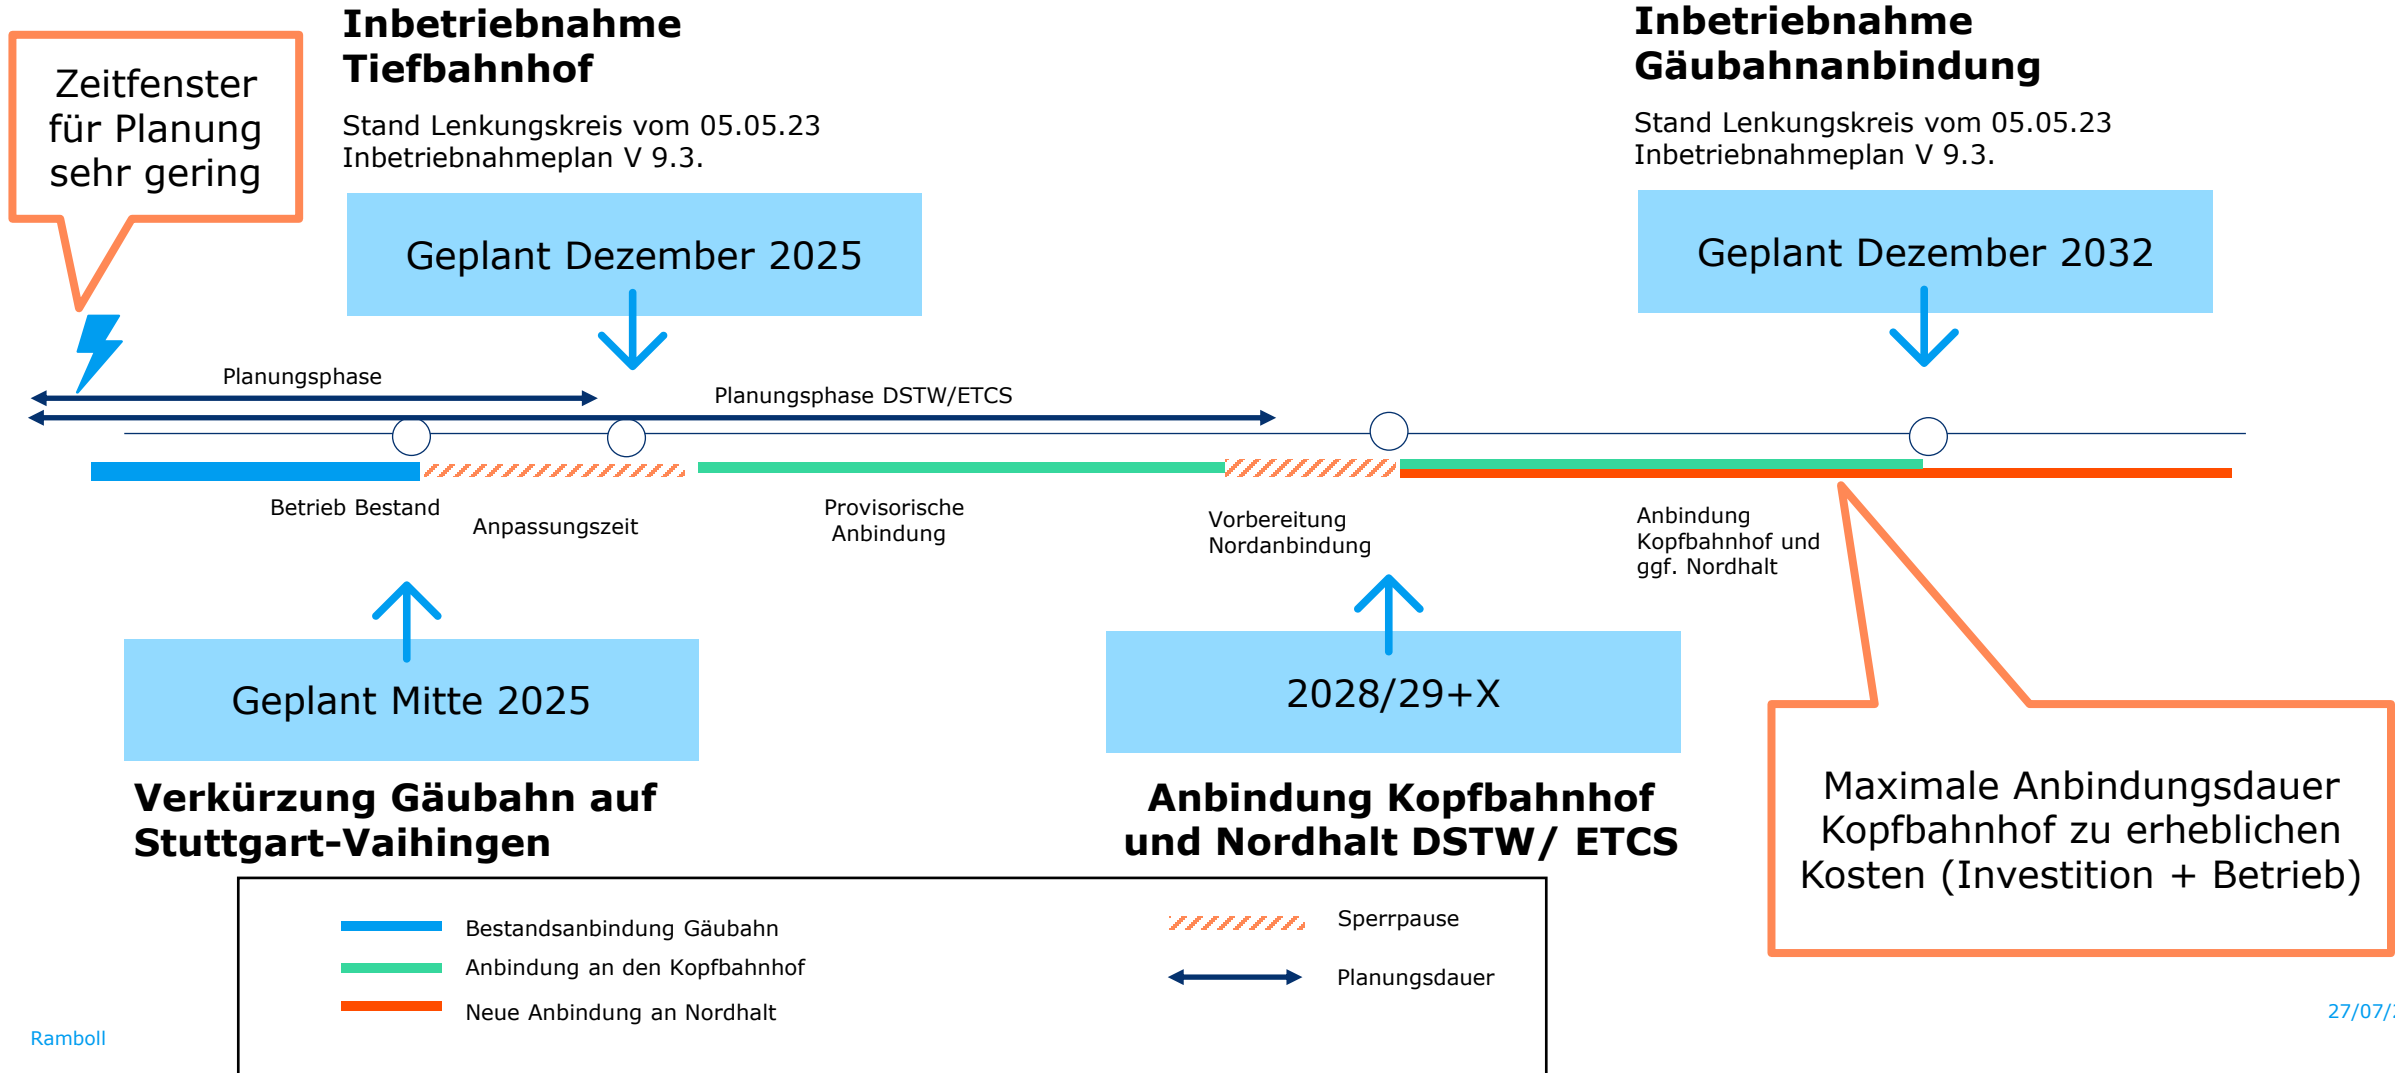 Inbetriebnahme
Tiefbahnhof
Stand Lenkungskreis vom 05.05.23
Inbetriebnahmeplan V 9.3.
Inbetriebnahme
Gäubahnanbindung
Stand Lenkungskreis vom 05.05.23
Inbetriebnahmeplan V 9.3.
Zeitfenster
für Planung
sehr gering
Geplant Dezember 2025
Geplant Dezember 2032
Planungsphase
Planungsphase DSTW/ETCS
Betrieb Bestand
Anpassungszeit
Provisorische
Anbindung
Vorbereitung
Nordanbindung
Anbindung
Kopfbahnhof und
ggf. Nordhalt
Geplant Mitte 2025
2028/29+X
Verkürzung Gäubahn auf
Stuttgart-Vaihingen
Anbindung Kopfbahnhof
und Nordhalt DSTW/ ETCS
Maximale Anbindungsdauer
Kopfbahnhof zu erheblichen
Kosten (Investition + Betrieb)
Bestandsanbindung Gäubahn
Anbindung an den Kopfbahnhof
Neue Anbindung an Nordhalt
Sperrpause
Planungsdauer
Ramboll
27/07/